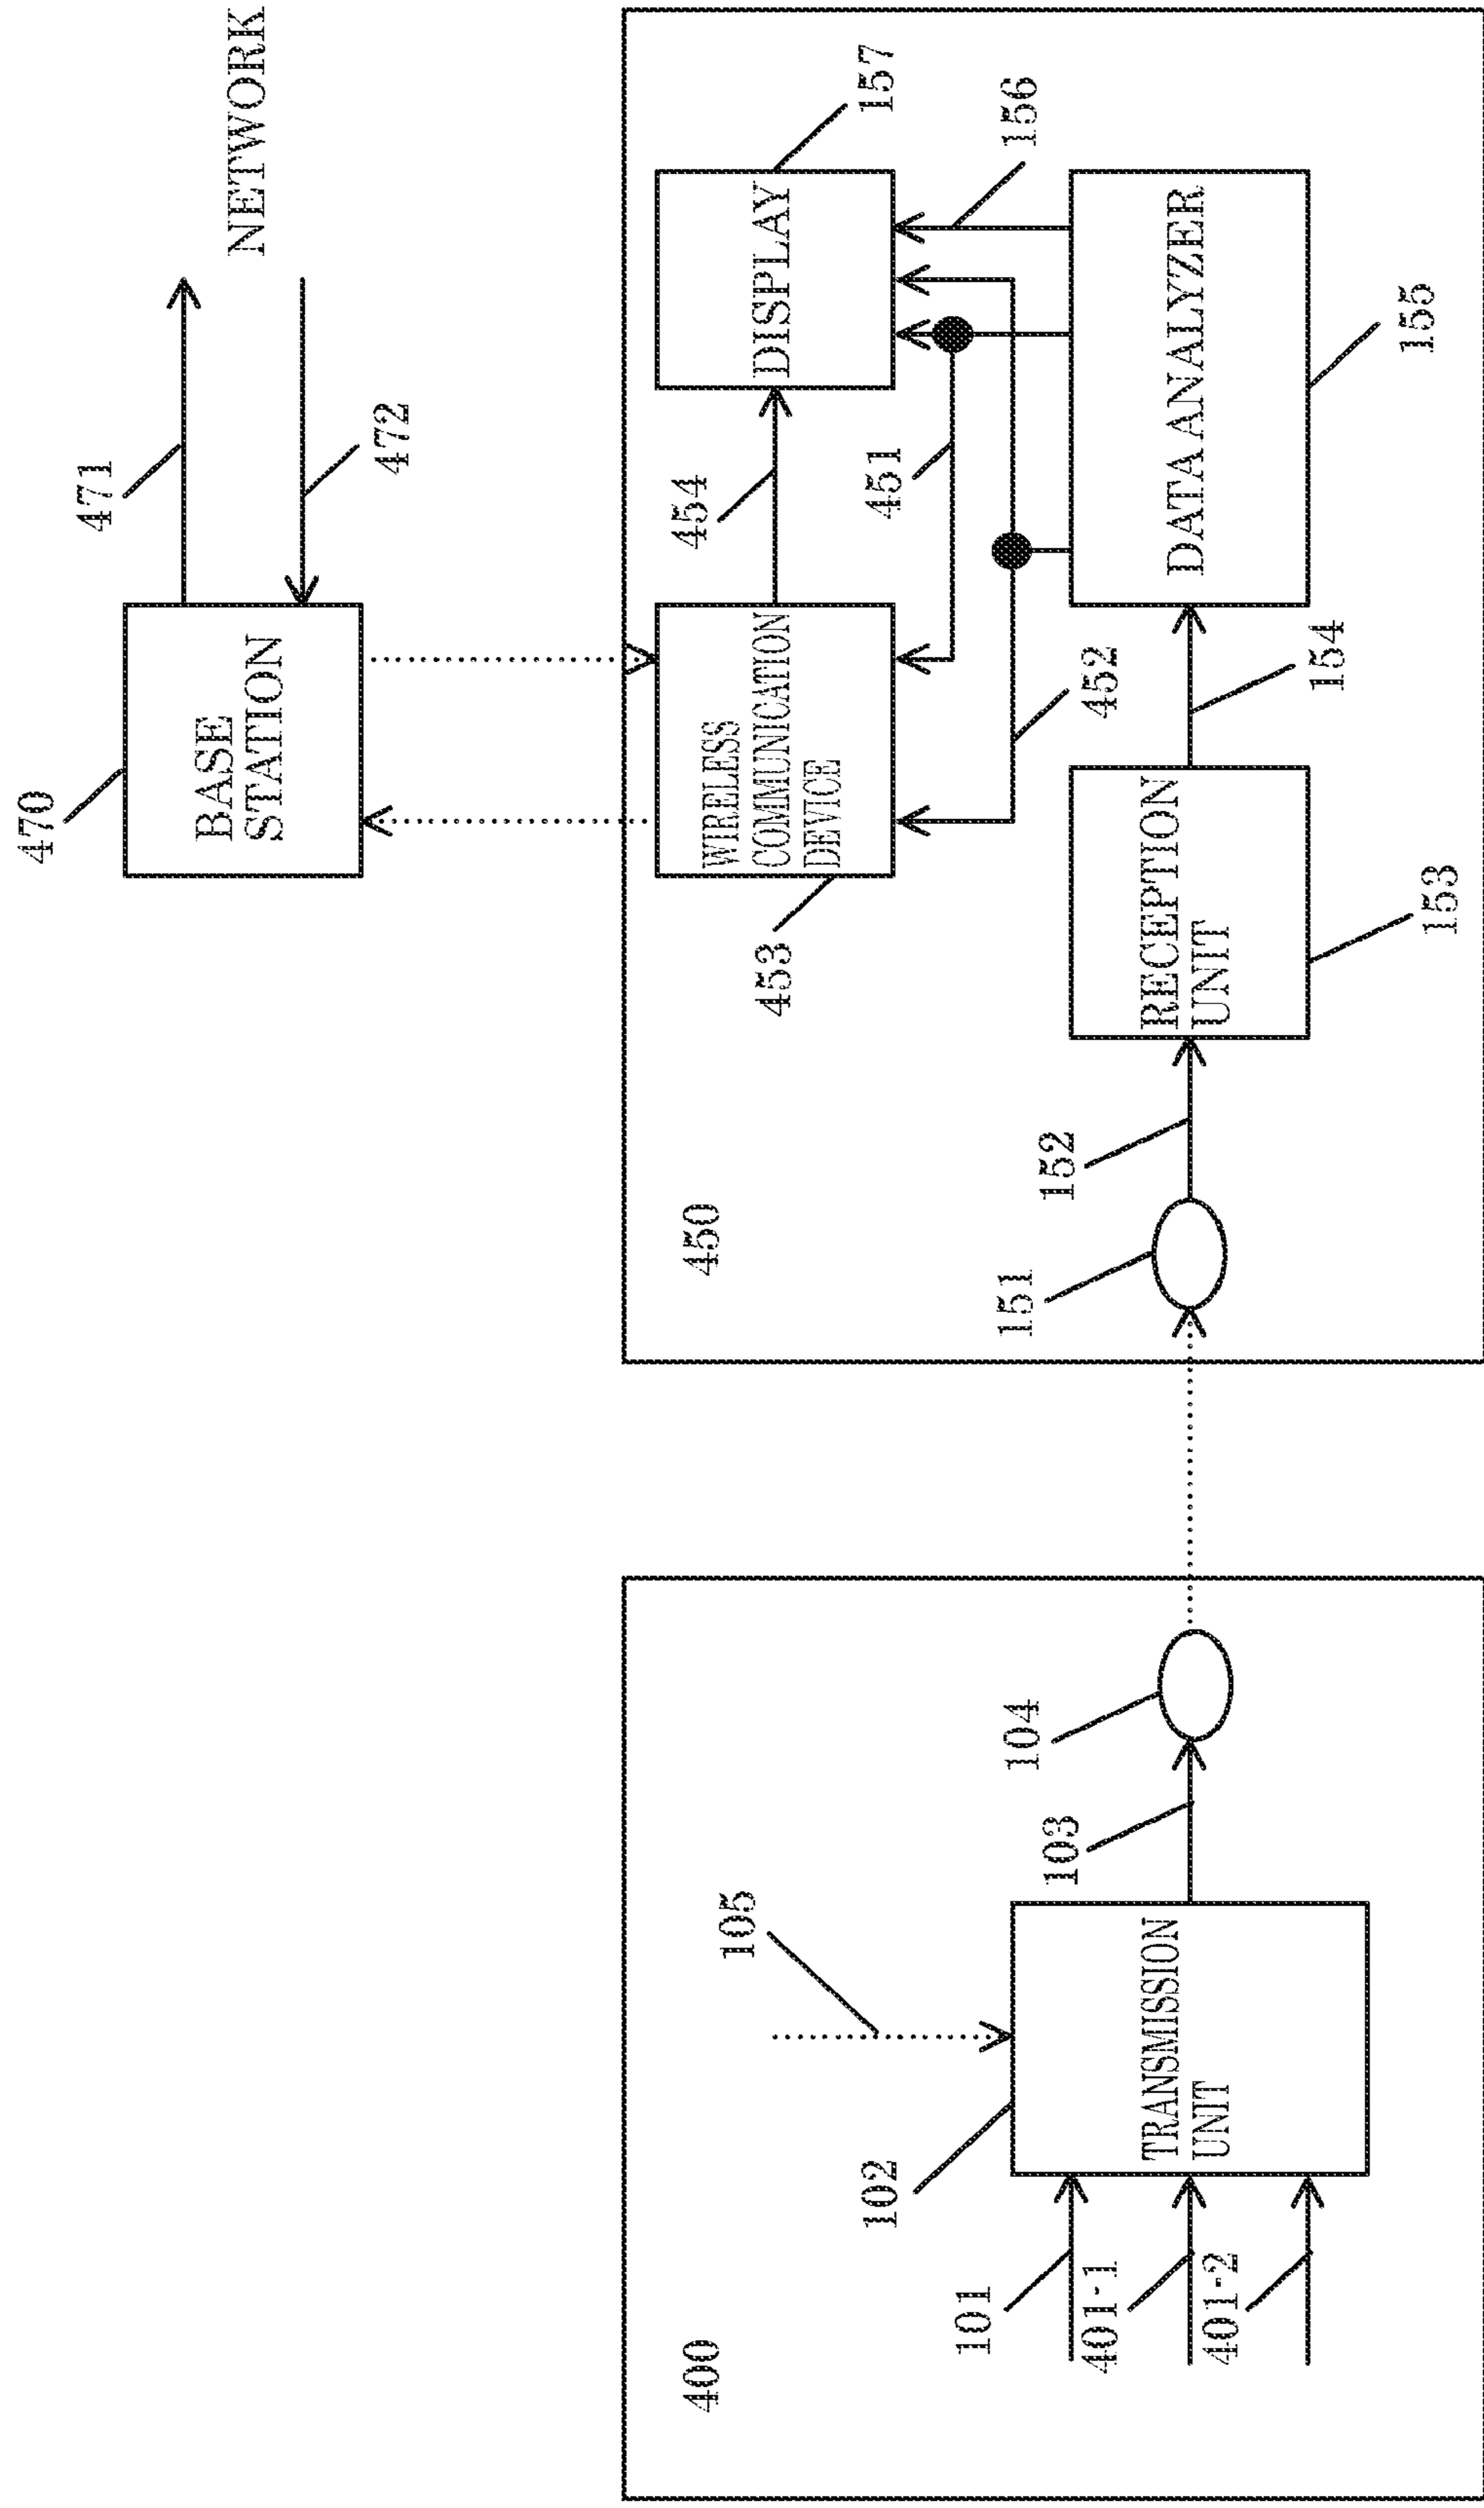 400
101
401-1
401-2
102
TRANSMISSION
UNIT
105
103
104
470
BASE
STATION
471
472
NETWORK
450
151
152
RECEPTION
UNIT
153
154
DATA ANALYZER
155
453
WIRELESS
COMMUNICATION
DEVICE
452
451
454
DISPLAY
157
156